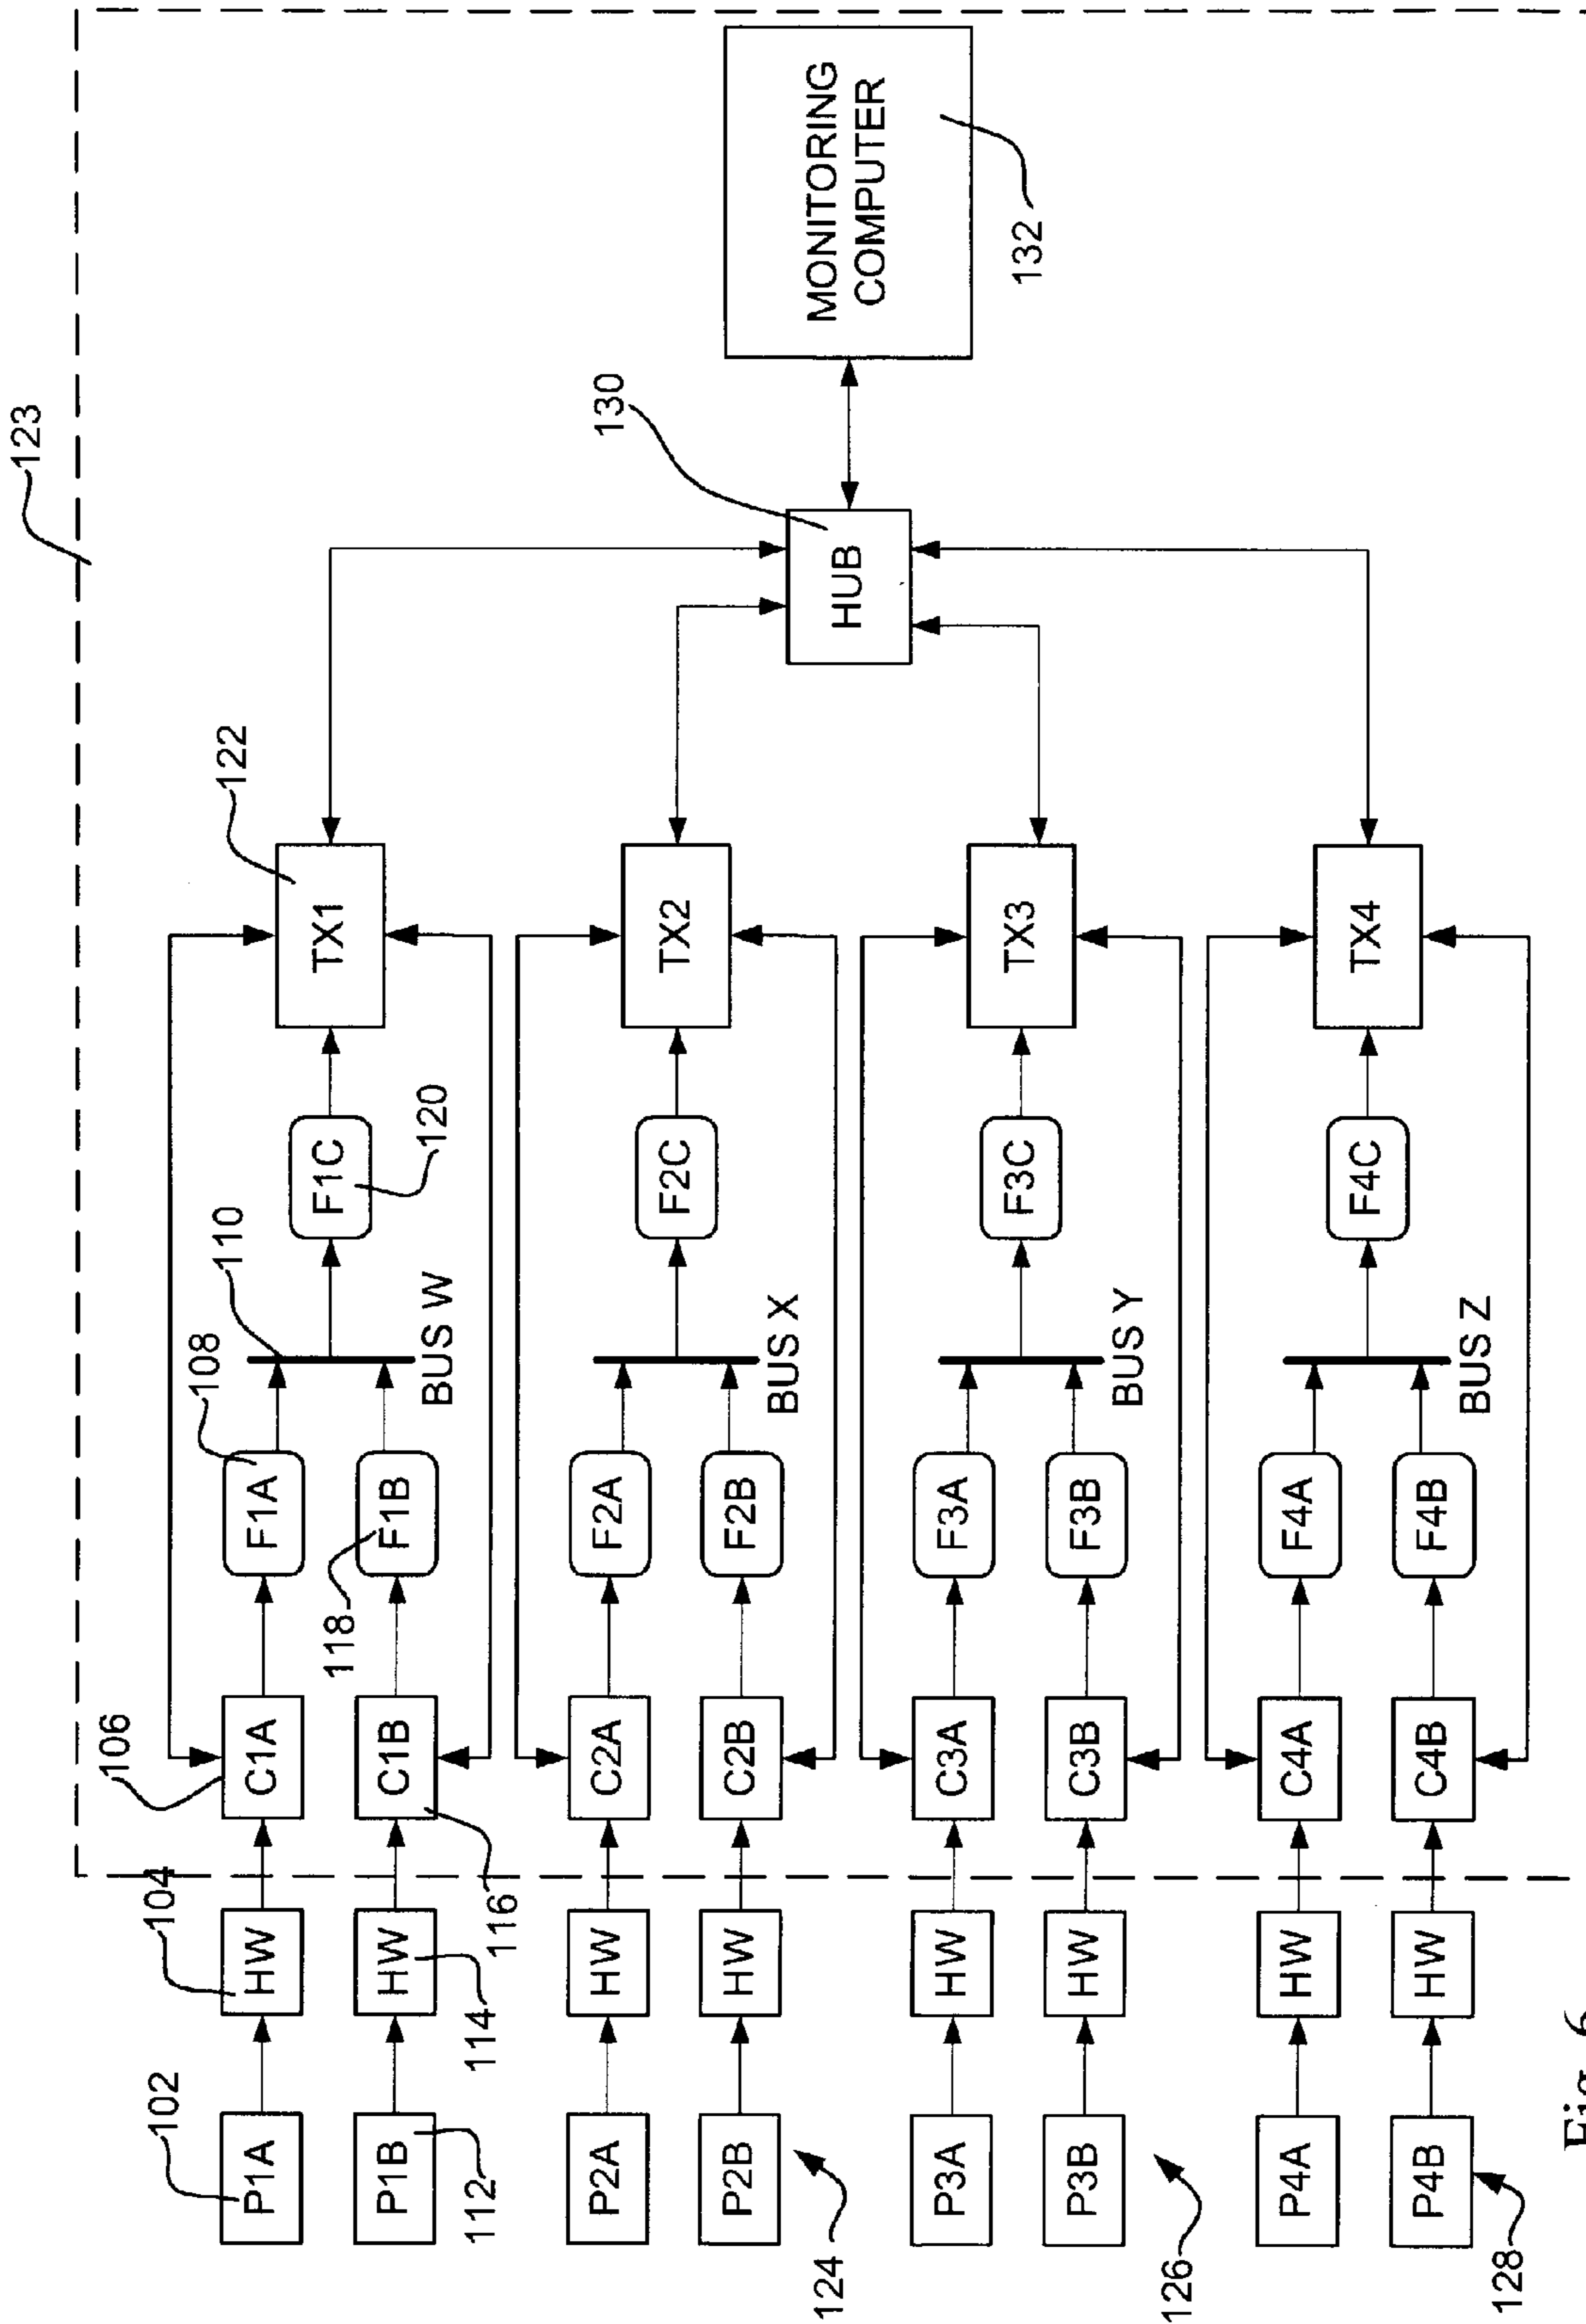 123
102
P1A
104
HW
106
C1A
108
F1A
110
BUS W
F1C
120
122
TX1
112
P1B
114
HW
116
C1B
118
F1B
P2A
HW
C2A
F2A
BUS X
F2C
TX2
124
P2B
HW
C2B
F2B
130
HUB
MONITORING
COMPUTER
132
P3A
HW
C3A
F3A
BUS Y
F3C
TX3
126
P3B
HW
C3B
F3B
P4A
HW
C4A
F4A
BUS Z
F4C
TX4
128
P4B
HW
C4B
F4B
Fig. 6